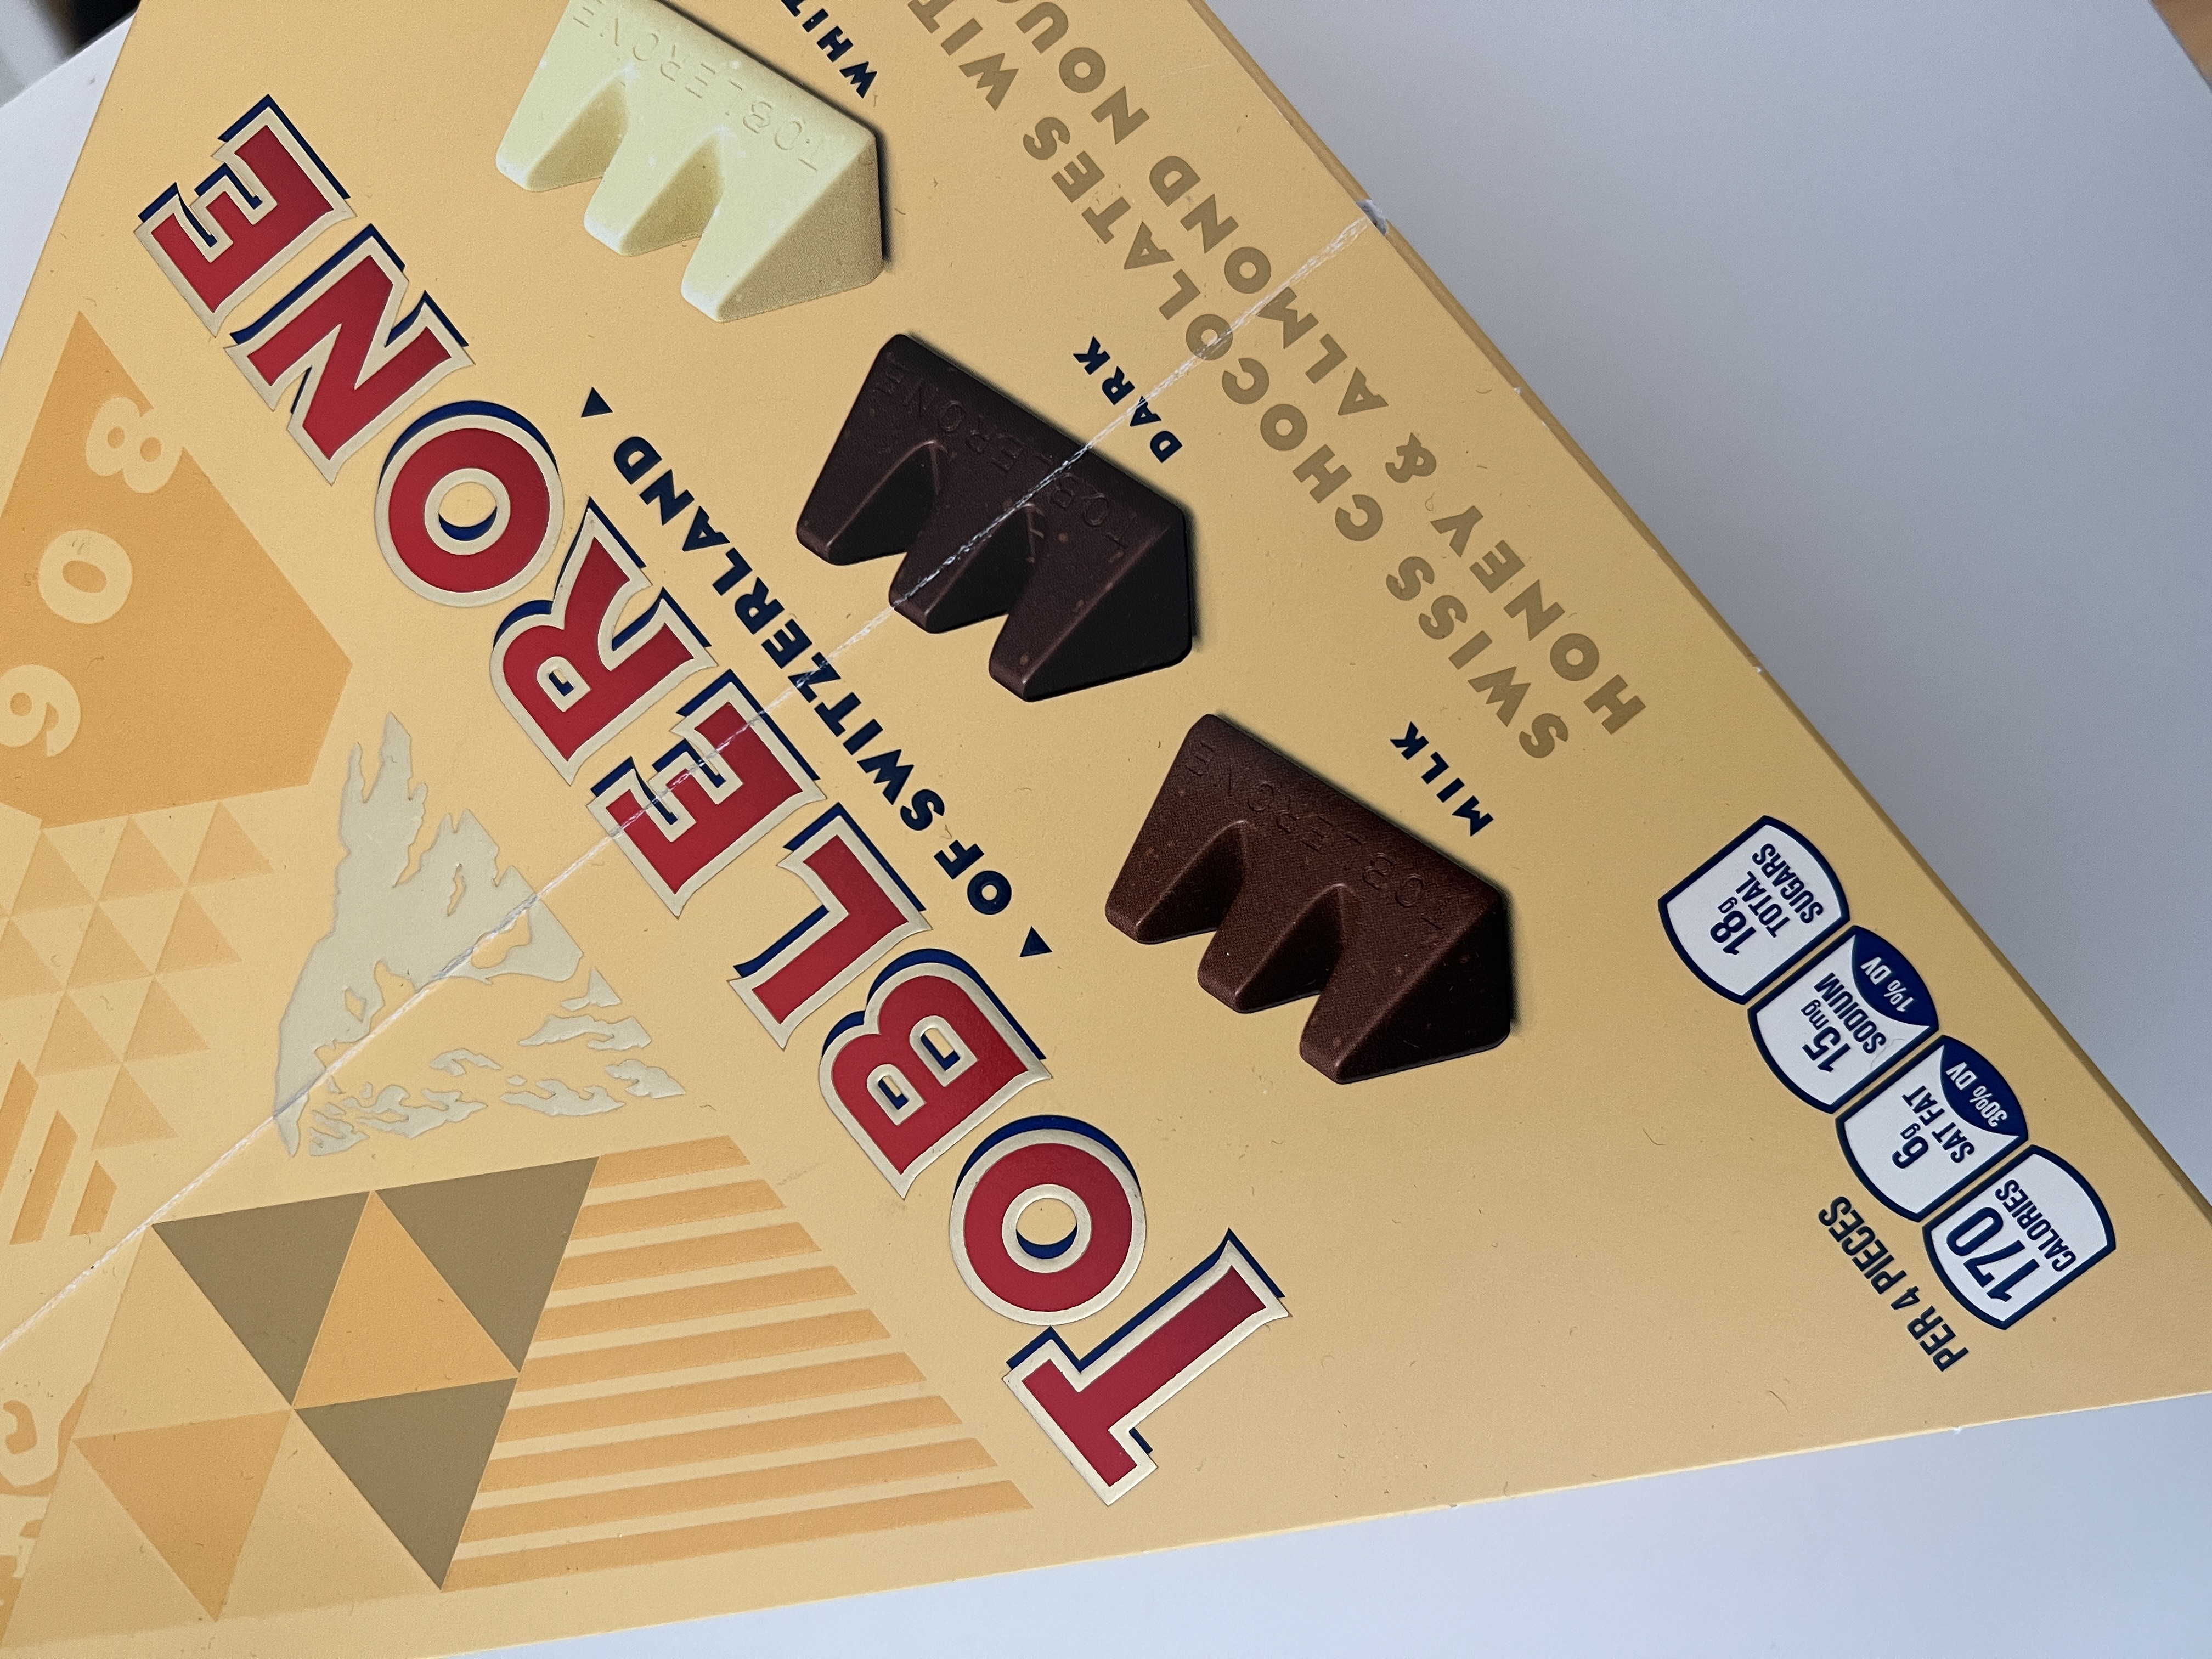 908
TOBLERONE
OF SWITZERLAND
TOBLERONE
TOBLERONE
TOBLERONE
MILK
DARK
SWISS CHOCOLATES
HONEY & ALMOND
PER 4 PIECES
170
CALORIES
6g
SAT FAT
30% DV
15mg
SODIUM
1% DV
18g
TOTAL
SUGARS